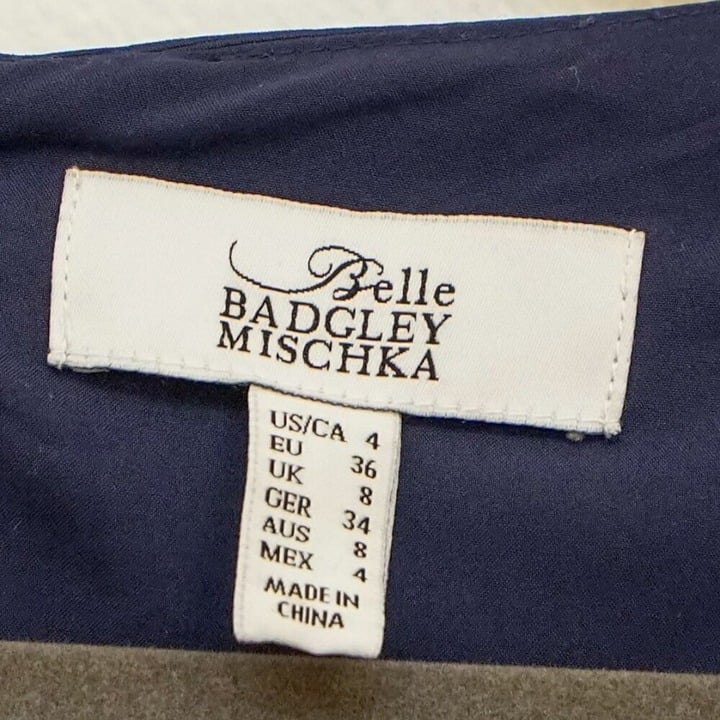 Belle
BADGLEY
MISCHKA
US/CA 4
EU 36
UK 8
GER 34
AUS 8
MEX 4
MADE IN
CHINA